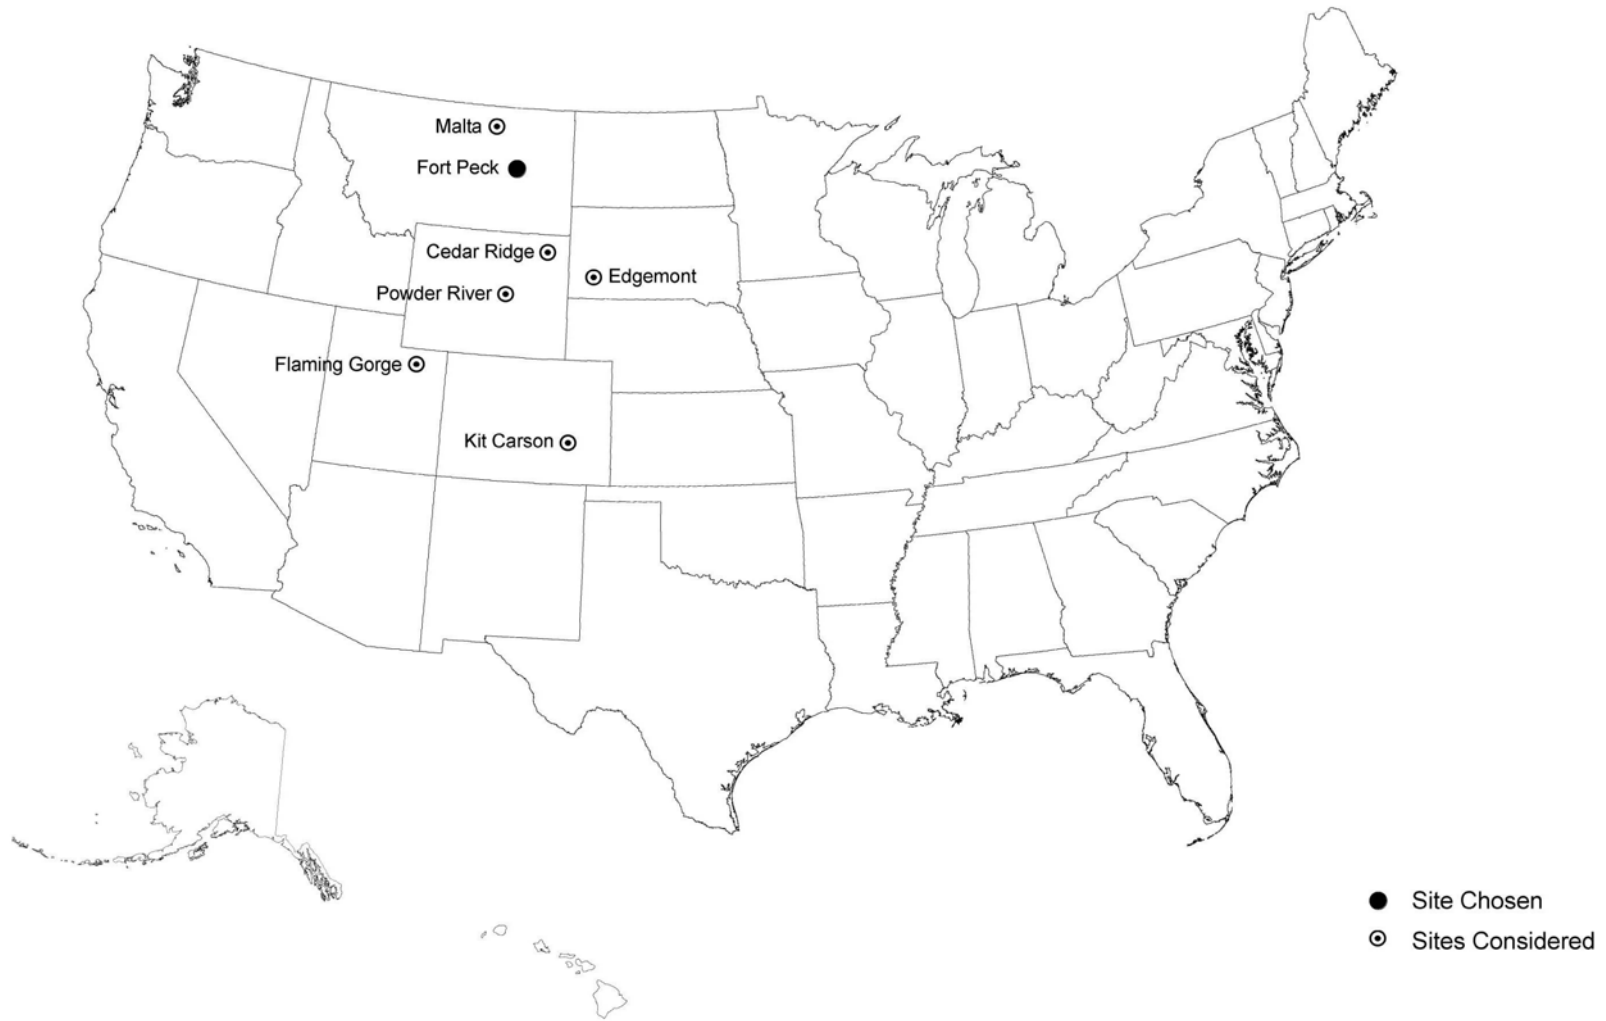 Malta
Fort Peck
Cedar Ridge
Edgemont
Powder River
Flaming Gorge
Kit Carson
Site Chosen
Sites Considered